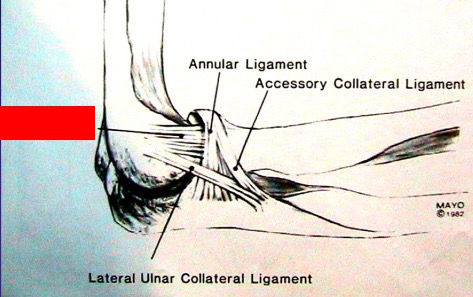 Annular Ligament
Accessory Collateral Ligament
MAYO
©1982
Lateral Ulnar Collateral Ligament